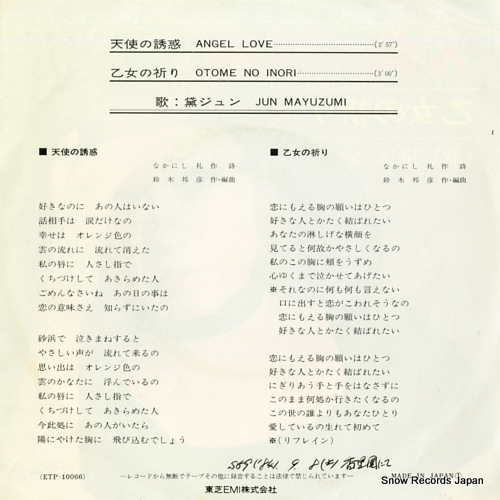 天使の誘惑 ANGEL LOVE (2'57")
乙女の祈り OTOME NO INORI (2'00")
歌：黛ジュン JUN MAYUZUMI
■ 天使の誘惑
なかにし 札 作 詩
鈴木邦彦 作・編曲
好きなのに あの人はいない
話相手は 涙だけなの
幸せは オレンジ色の
雲の流れに 流れて消えた
私の唇に 人さし指で
くちづけして あきらめた人
ごめんなさいね あの日の事は
恋の意味さえ 知らずにいたの
砂浜で 泣きまねすると
やさしい声が 流れて来るの
思い出は オレンジ色の
雲のかなたに 浮んでいるの
私の唇に 人さし指で
くちづけして あきらめた人
今此処に あの人がいたら
陽にやけた胸に 飛び込むでしょう
■ 乙女の祈り
なかにし 札 作 詩
鈴木邦彦 作・編曲
恋にもえる胸の願いはひとつ
好きな人とかたく結ばれたい
あなたの淋しげな横顔を
見てると何故かやさしくなるの
私のこの胸に頬をうずめ
心ゆくまで泣かせてあげたい
※それなのに何も何も言えない
口に出すと恋がこわれそうなの
恋にもえる胸の願いはひとつ
好きな人とかたく結ばれたい
恋にもえる胸の願いはひとつ
好きな人とかたく結ばれたい
にぎりあう手と手をはなさずに
このまま何処か行きたくなるの
この世の誰よりもあなたひとり
愛しているの生れて初めて
※(リフレイン)
(ETP-10066)
—レコードから無断でテープその他に録音することは法律で禁じられています—
MADE IN JAPAN
東芝EMI株式会社
Snow Records Japan